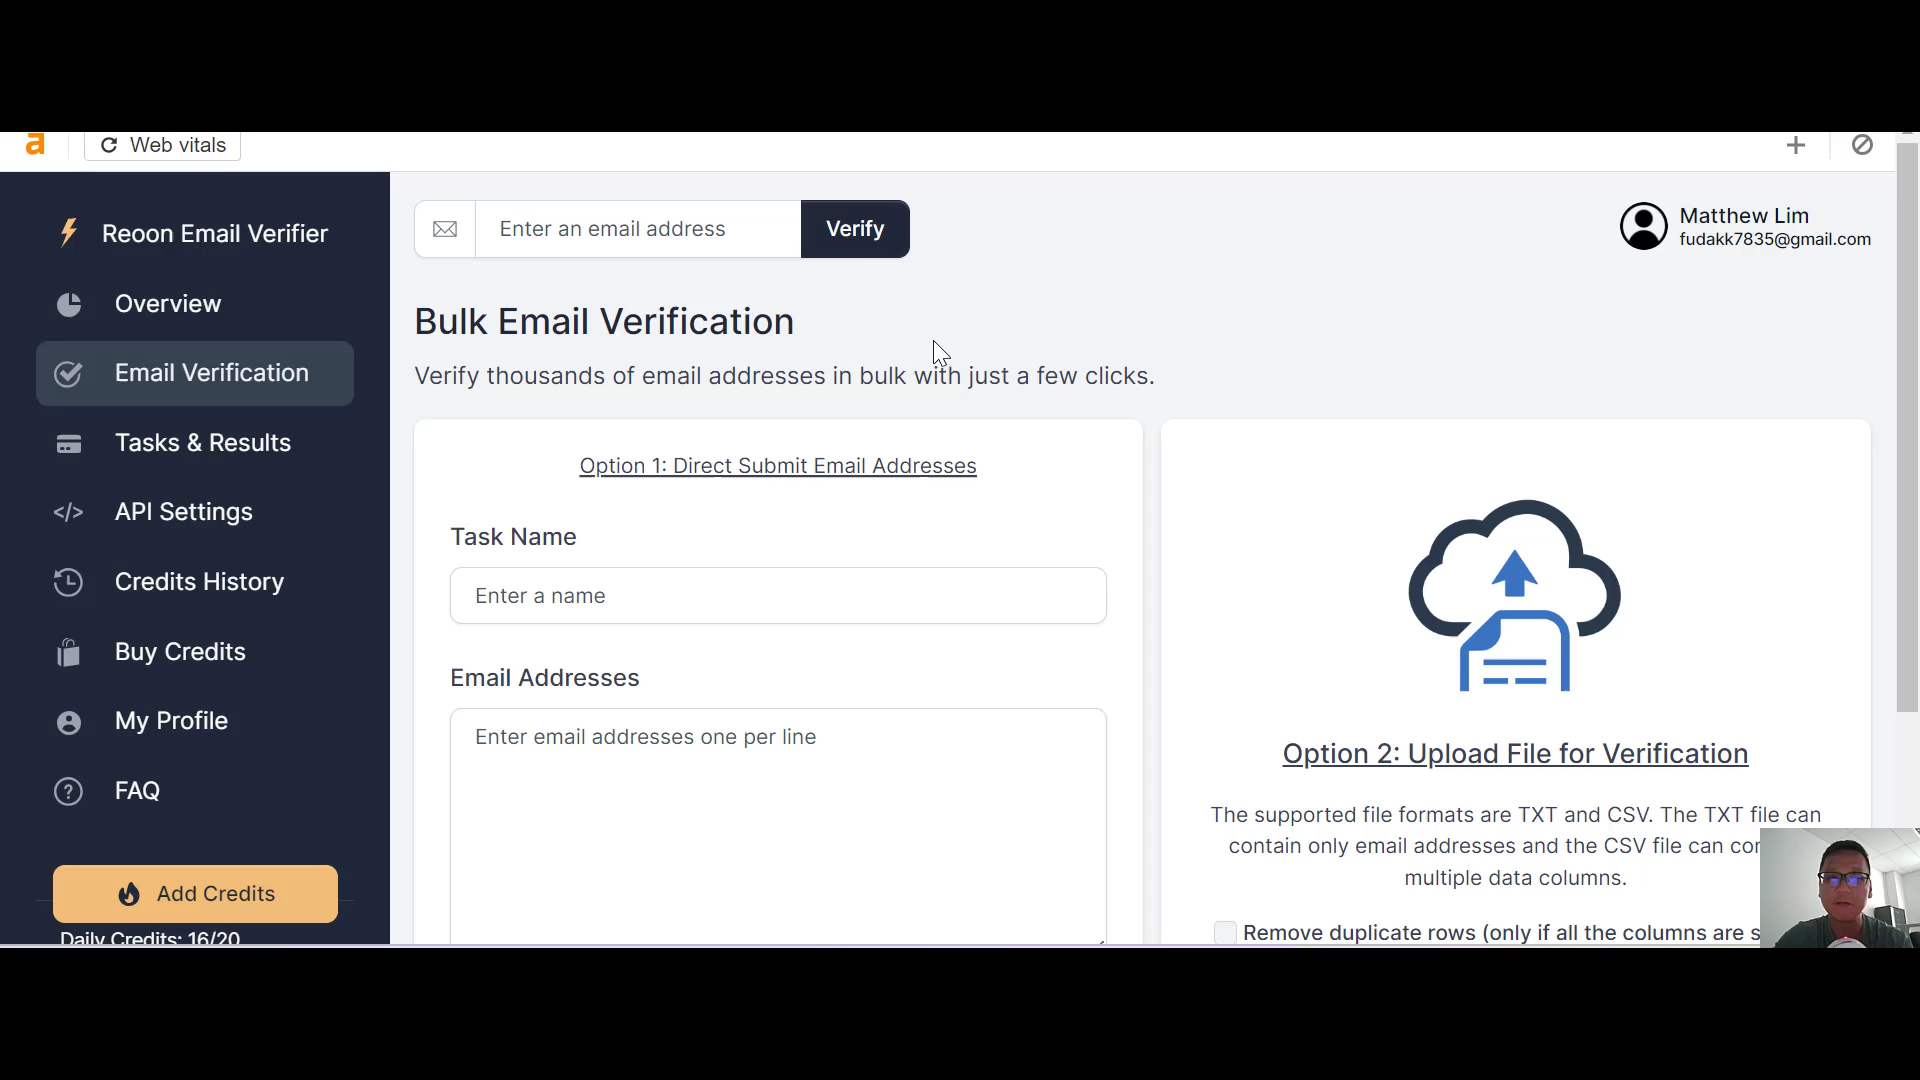 a
Web vitals
Reoon Email Verifier
Overview
Email Verification
Tasks & Results
API Settings
Credits History
Buy Credits
My Profile
FAQ
Add Credits
Daily Credits: 16/20
Enter an email address
Verify
Matthew Lim
fudakk7835@gmail.com
Bulk Email Verification
Verify thousands of email addresses in bulk with just a few clicks.
Option 1: Direct Submit Email Addresses
Task Name
Enter a name
Email Addresses
Enter email addresses one per line
Option 2: Upload File for Verification
The supported file formats are TXT and CSV. The TXT file can
contain only email addresses and the CSV file can
multiple data columns.
Remove duplicate rows (only if all the columns are